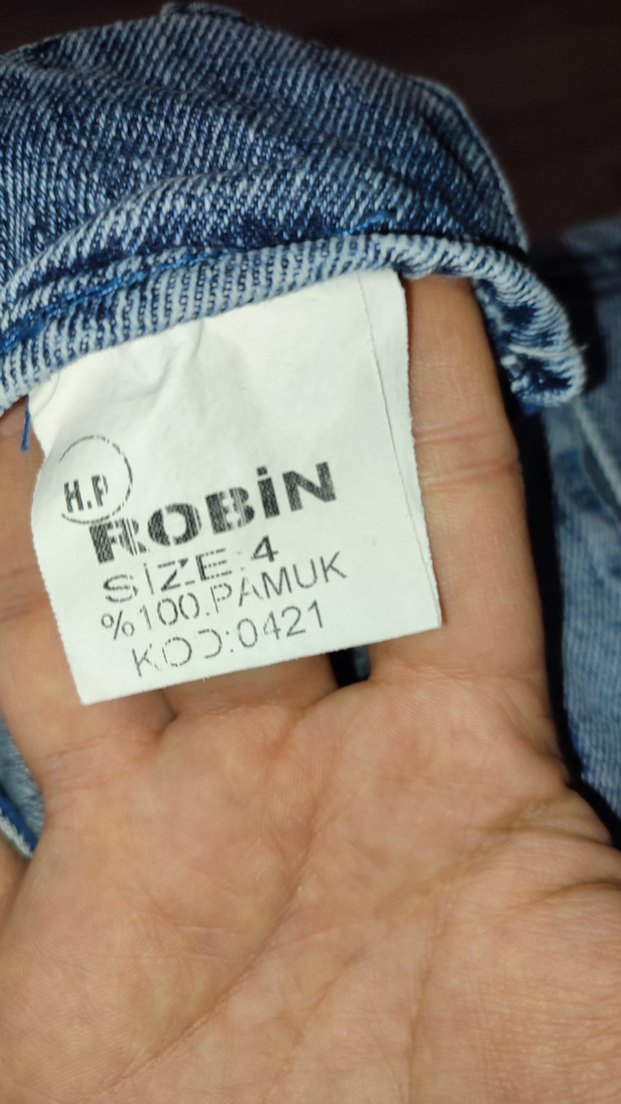 H.P
ROBİN
SİZE:4
%100.PAMUK
KOD:0421